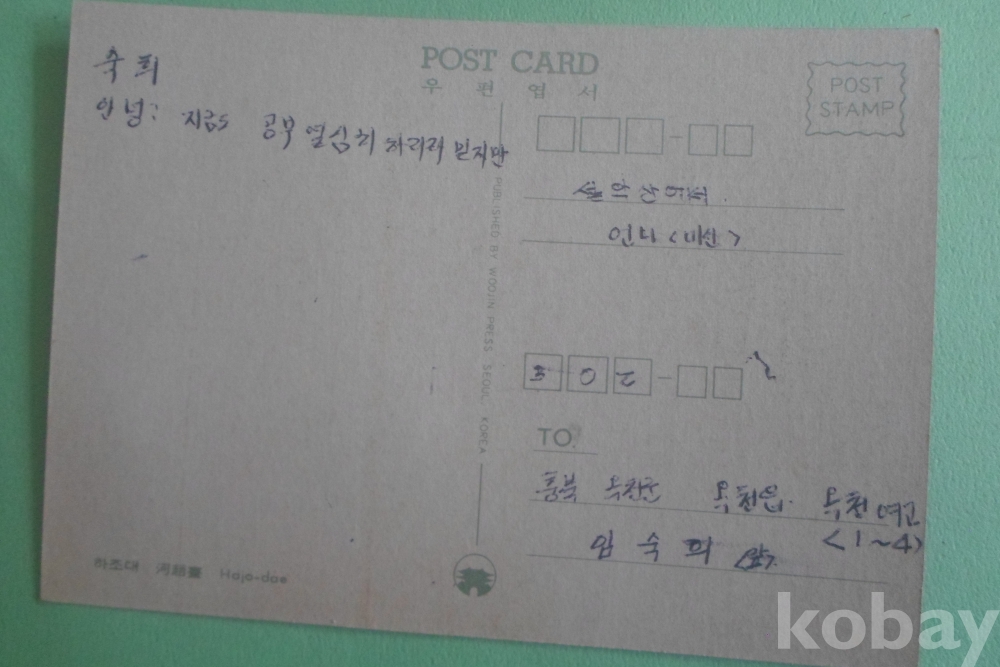 숙희
안녕: 지금 공부 열심히 하리라 믿지만
POST CARD
우편엽서
POST STAMP
언니 <미산>
PUBLISHED BY WOOJIN PRESS SEOUL, KOREA
302
TO.
충북 옥천군 옥천읍 옥천여고
<1~4>
임숙희 앞
하조대 河趙臺 Hajo-dae
kobay